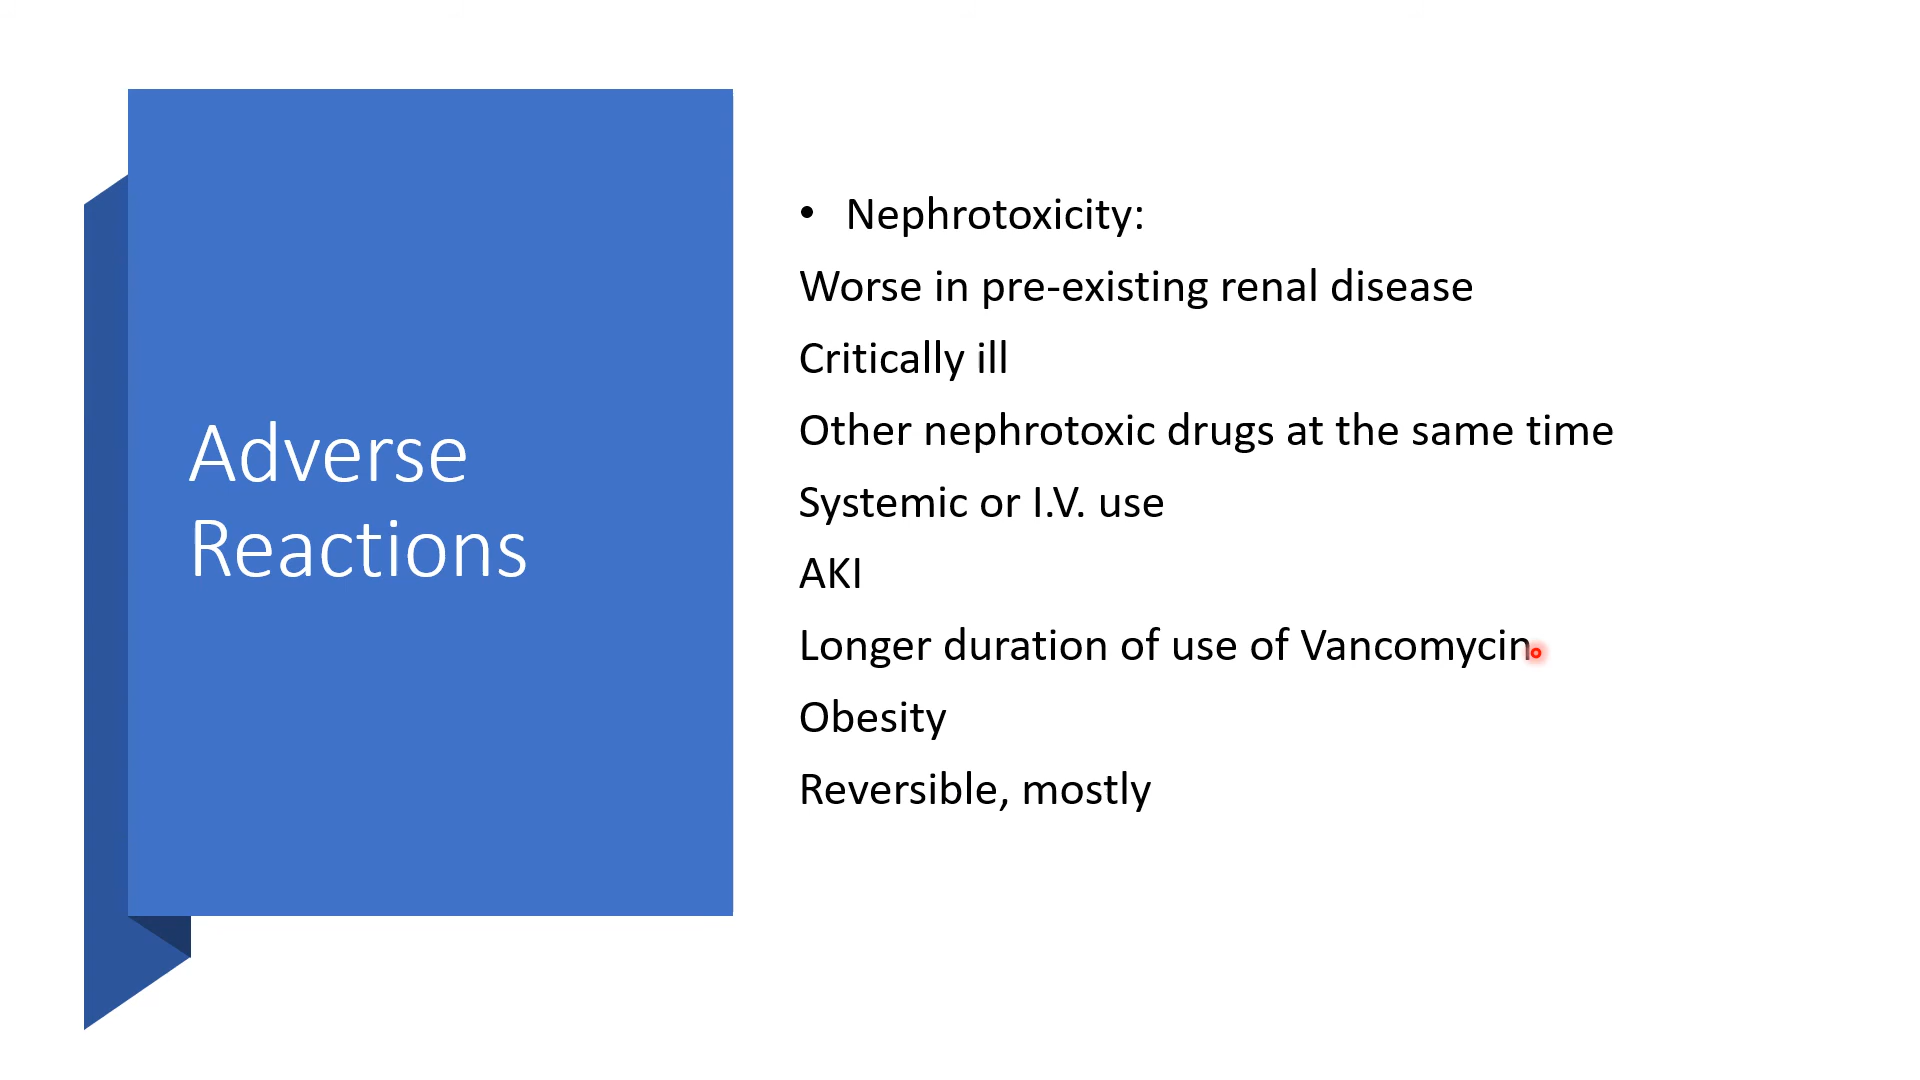 Adverse
Reactions
• Nephrotoxicity:
Worse in pre-existing renal disease
Critically ill
Other nephrotoxic drugs at the same time
Systemic or I.V. use
AKI
Longer duration of use of Vancomycin
Obesity
Reversible, mostly